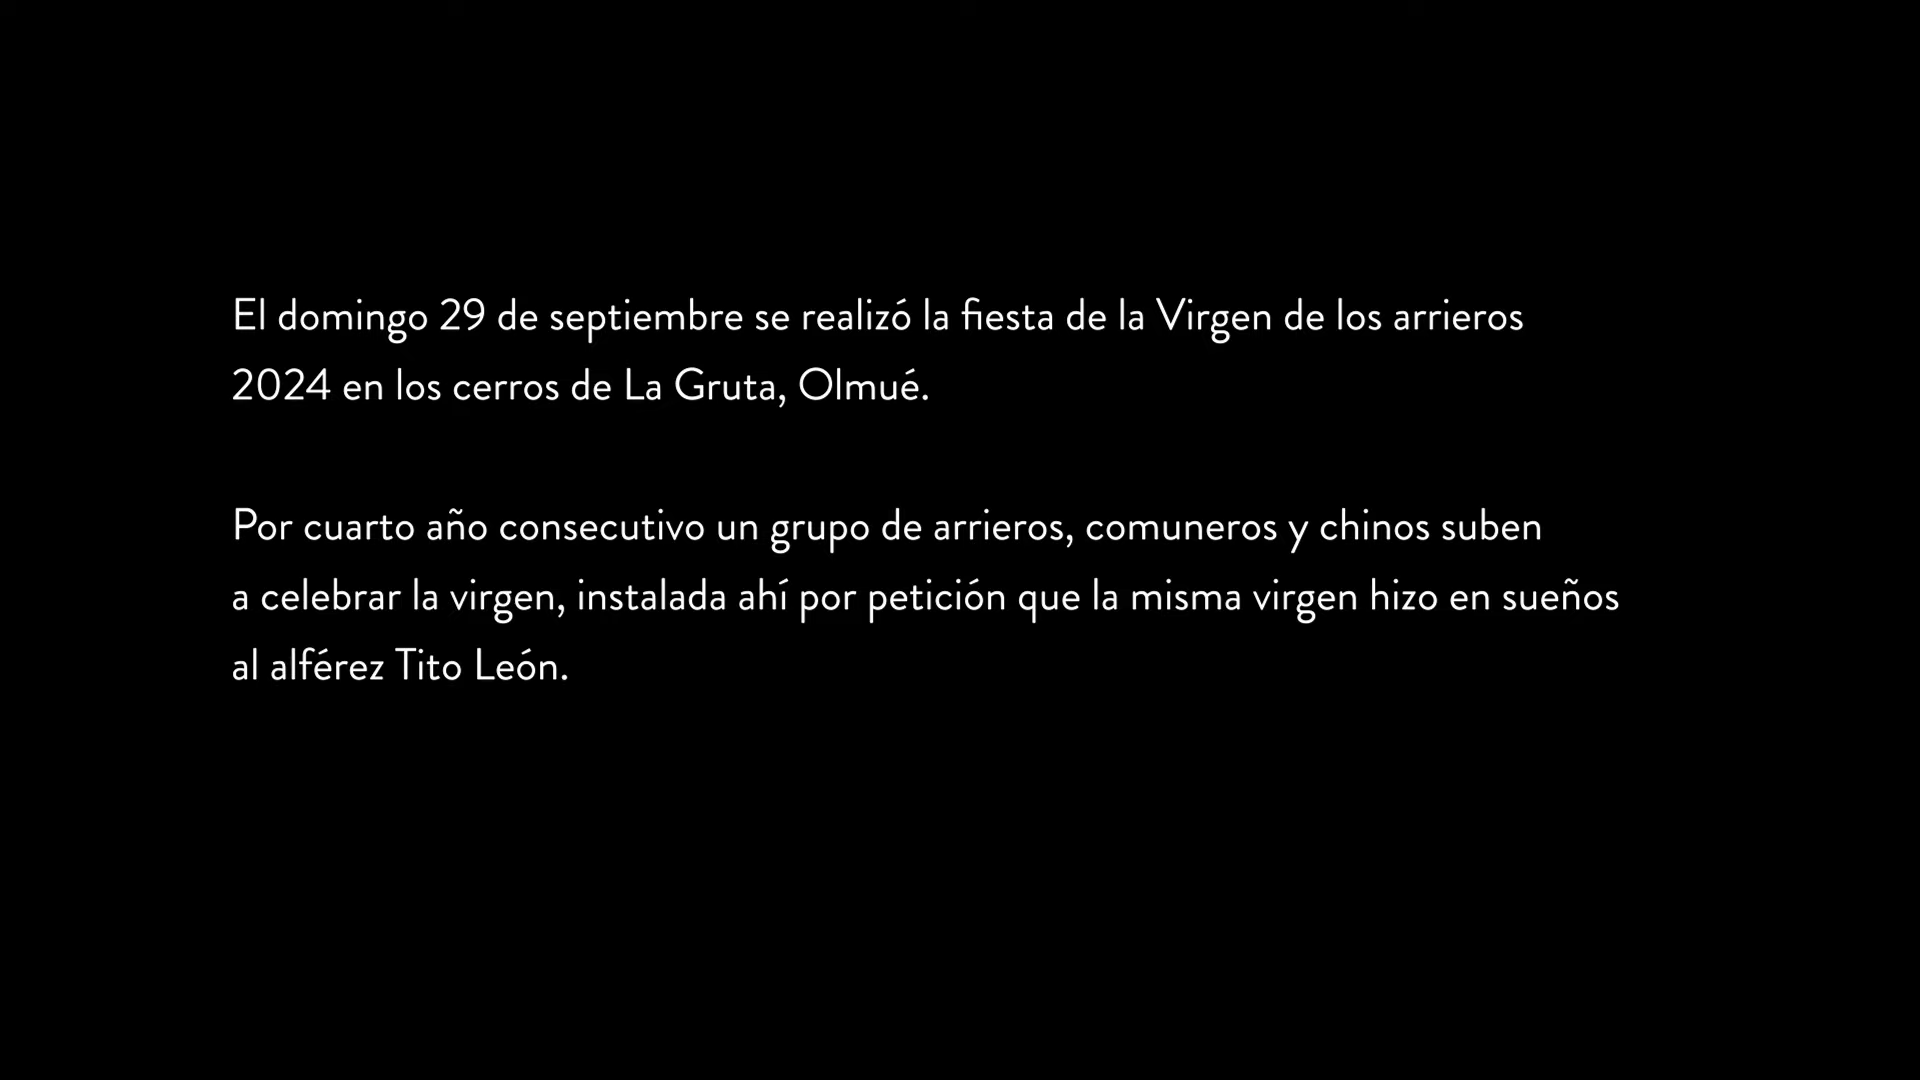 El domingo 29 de septiembre se realizó la fiesta de la Virgen de los arrieros
2024 en los cerros de La Gruta, Olmué.
Por cuarto año consecutivo un grupo de arrieros, comuneros y chinos suben
a celebrar la virgen, instalada ahí por petición que la misma virgen hizo en sueños
al alférez Tito León.